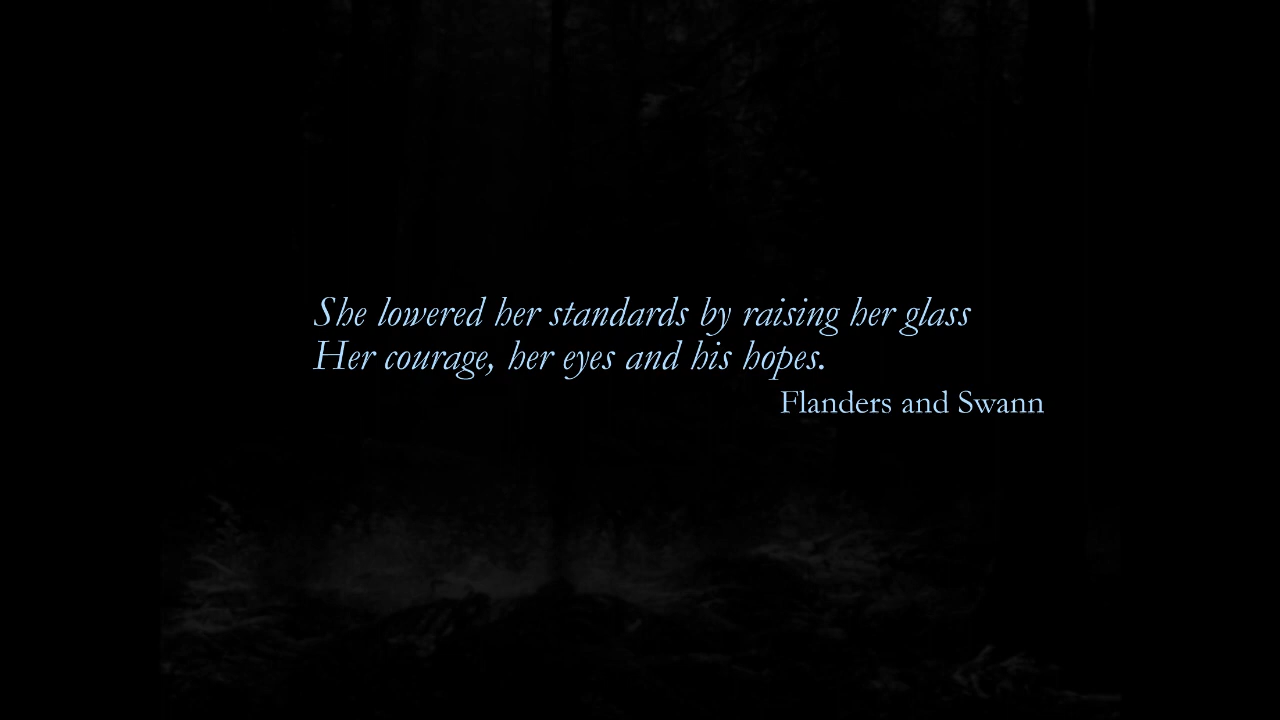 She lowered her standards by raising her glass
Her courage, her eyes and his hopes.
Flanders and Swann